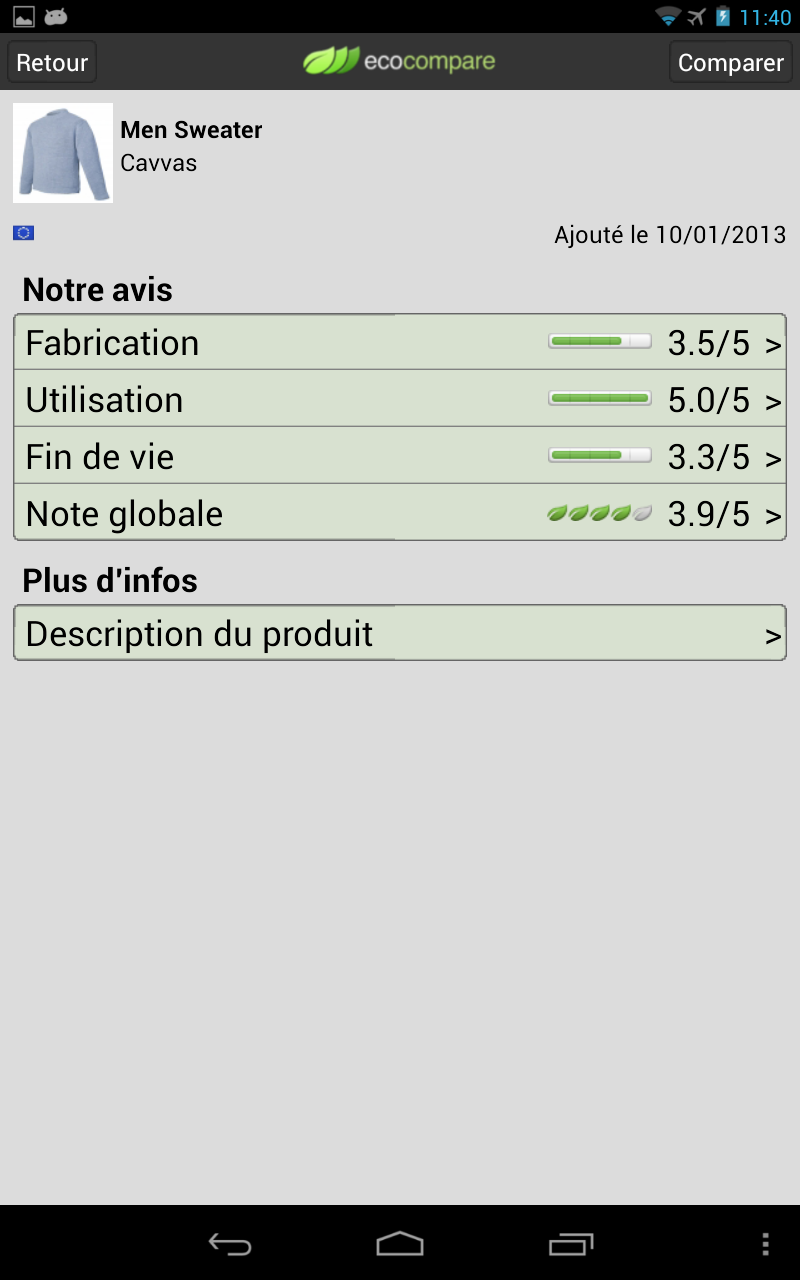 11:40
Retour
ecocompare
Comparer
Men Sweater
Cavvas
Ajouté le 10/01/2013
Notre avis
Fabrication 3.5/5 >
Utilisation 5.0/5 >
Fin de vie 3.3/5 >
Note globale 3.9/5 >
Plus d'infos
Description du produit >